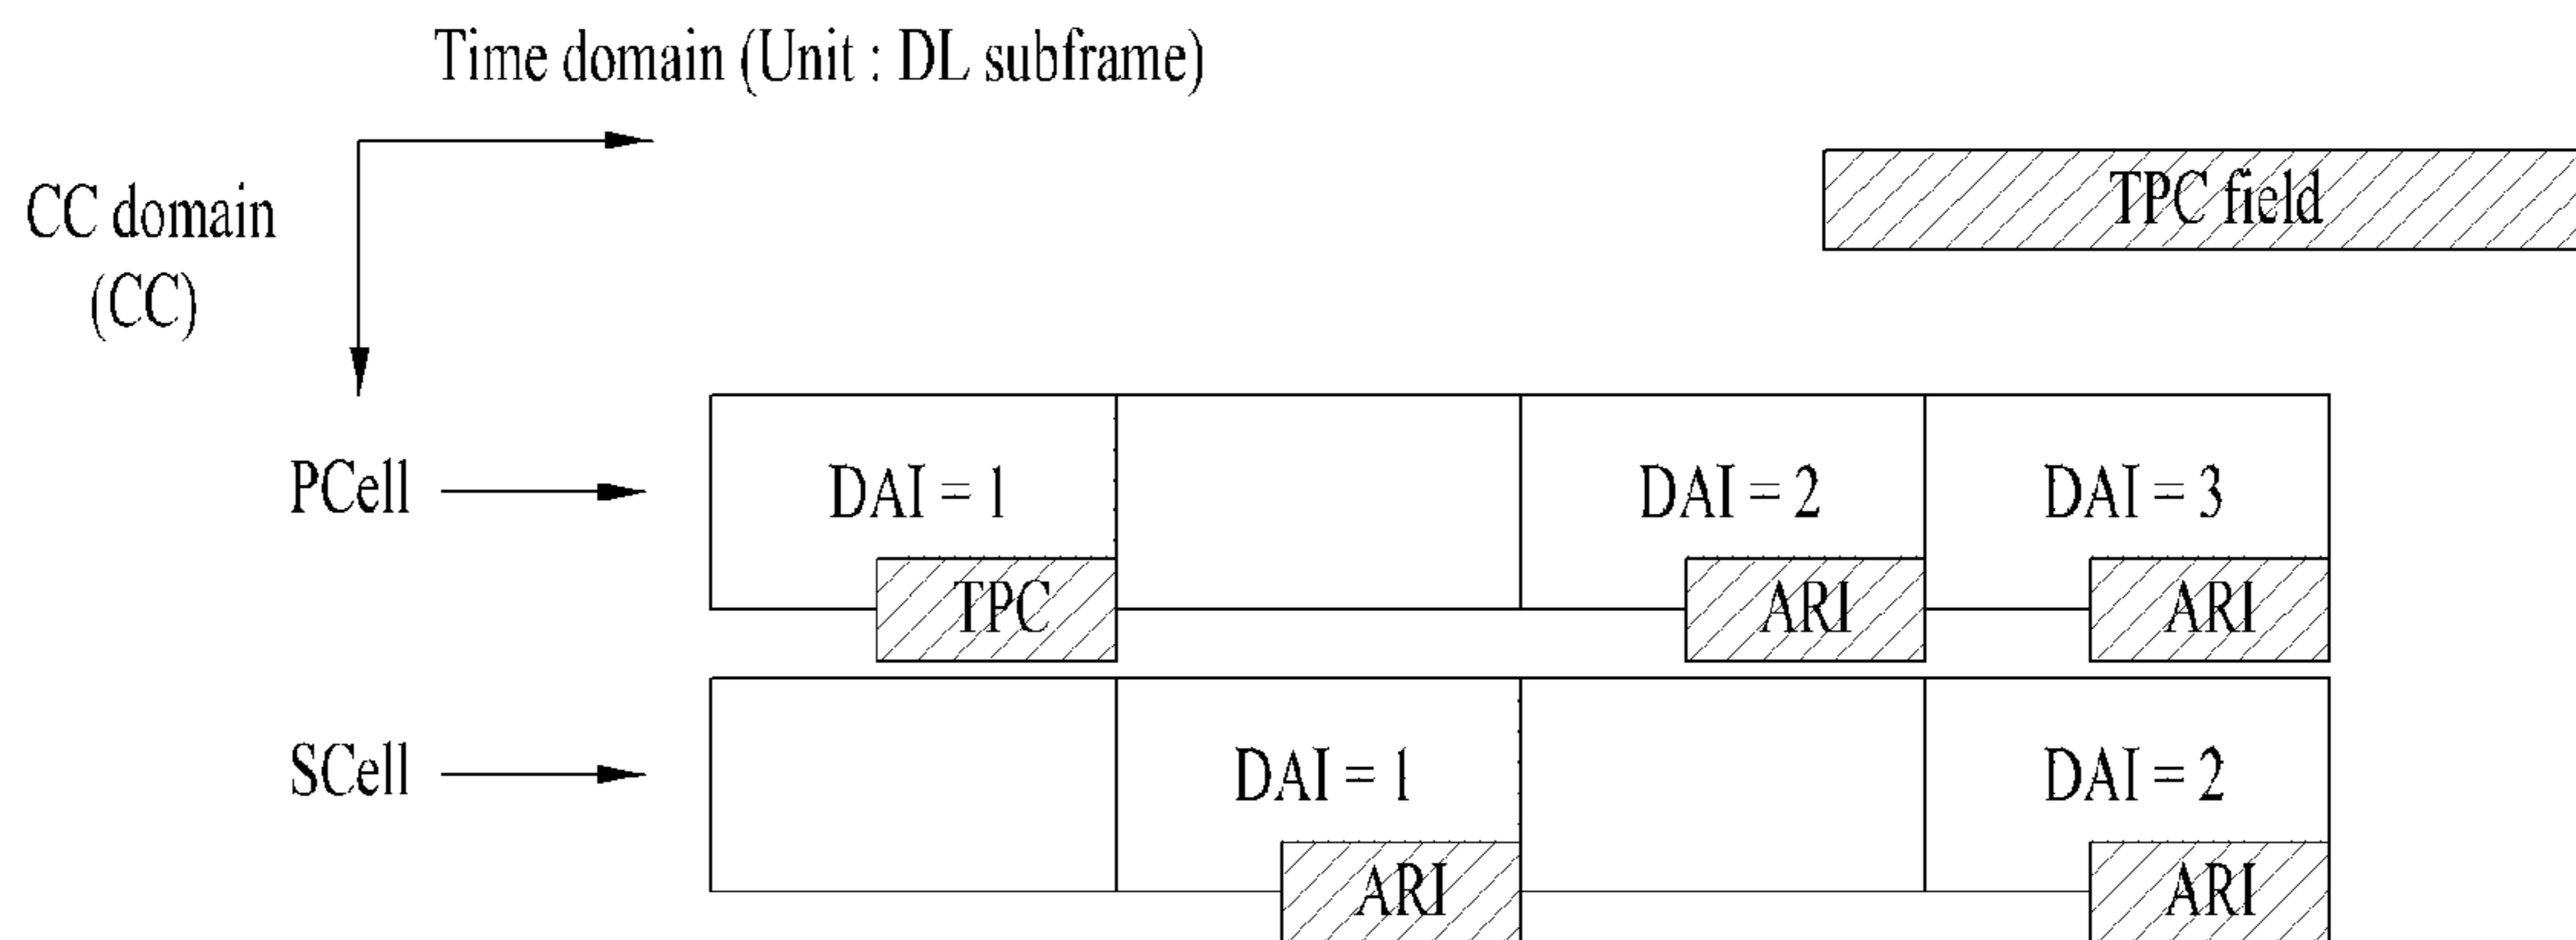 Time domain (Unit : DL subframe)
CC domain
(CC)
TPC field
PCell
DAI = 1
DAI = 2
DAI = 3
TPC
ARI
ARI
SCell
DAI = 1
DAI = 2
ARI
ARI